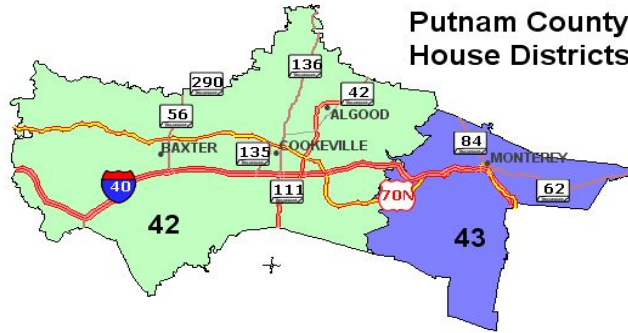 Putnam County
House Districts
136
290
42
56
ALGOOD
84
135
COOKEVILLE
BAXTER
MONTEREY
40
111
70N
62
42
43